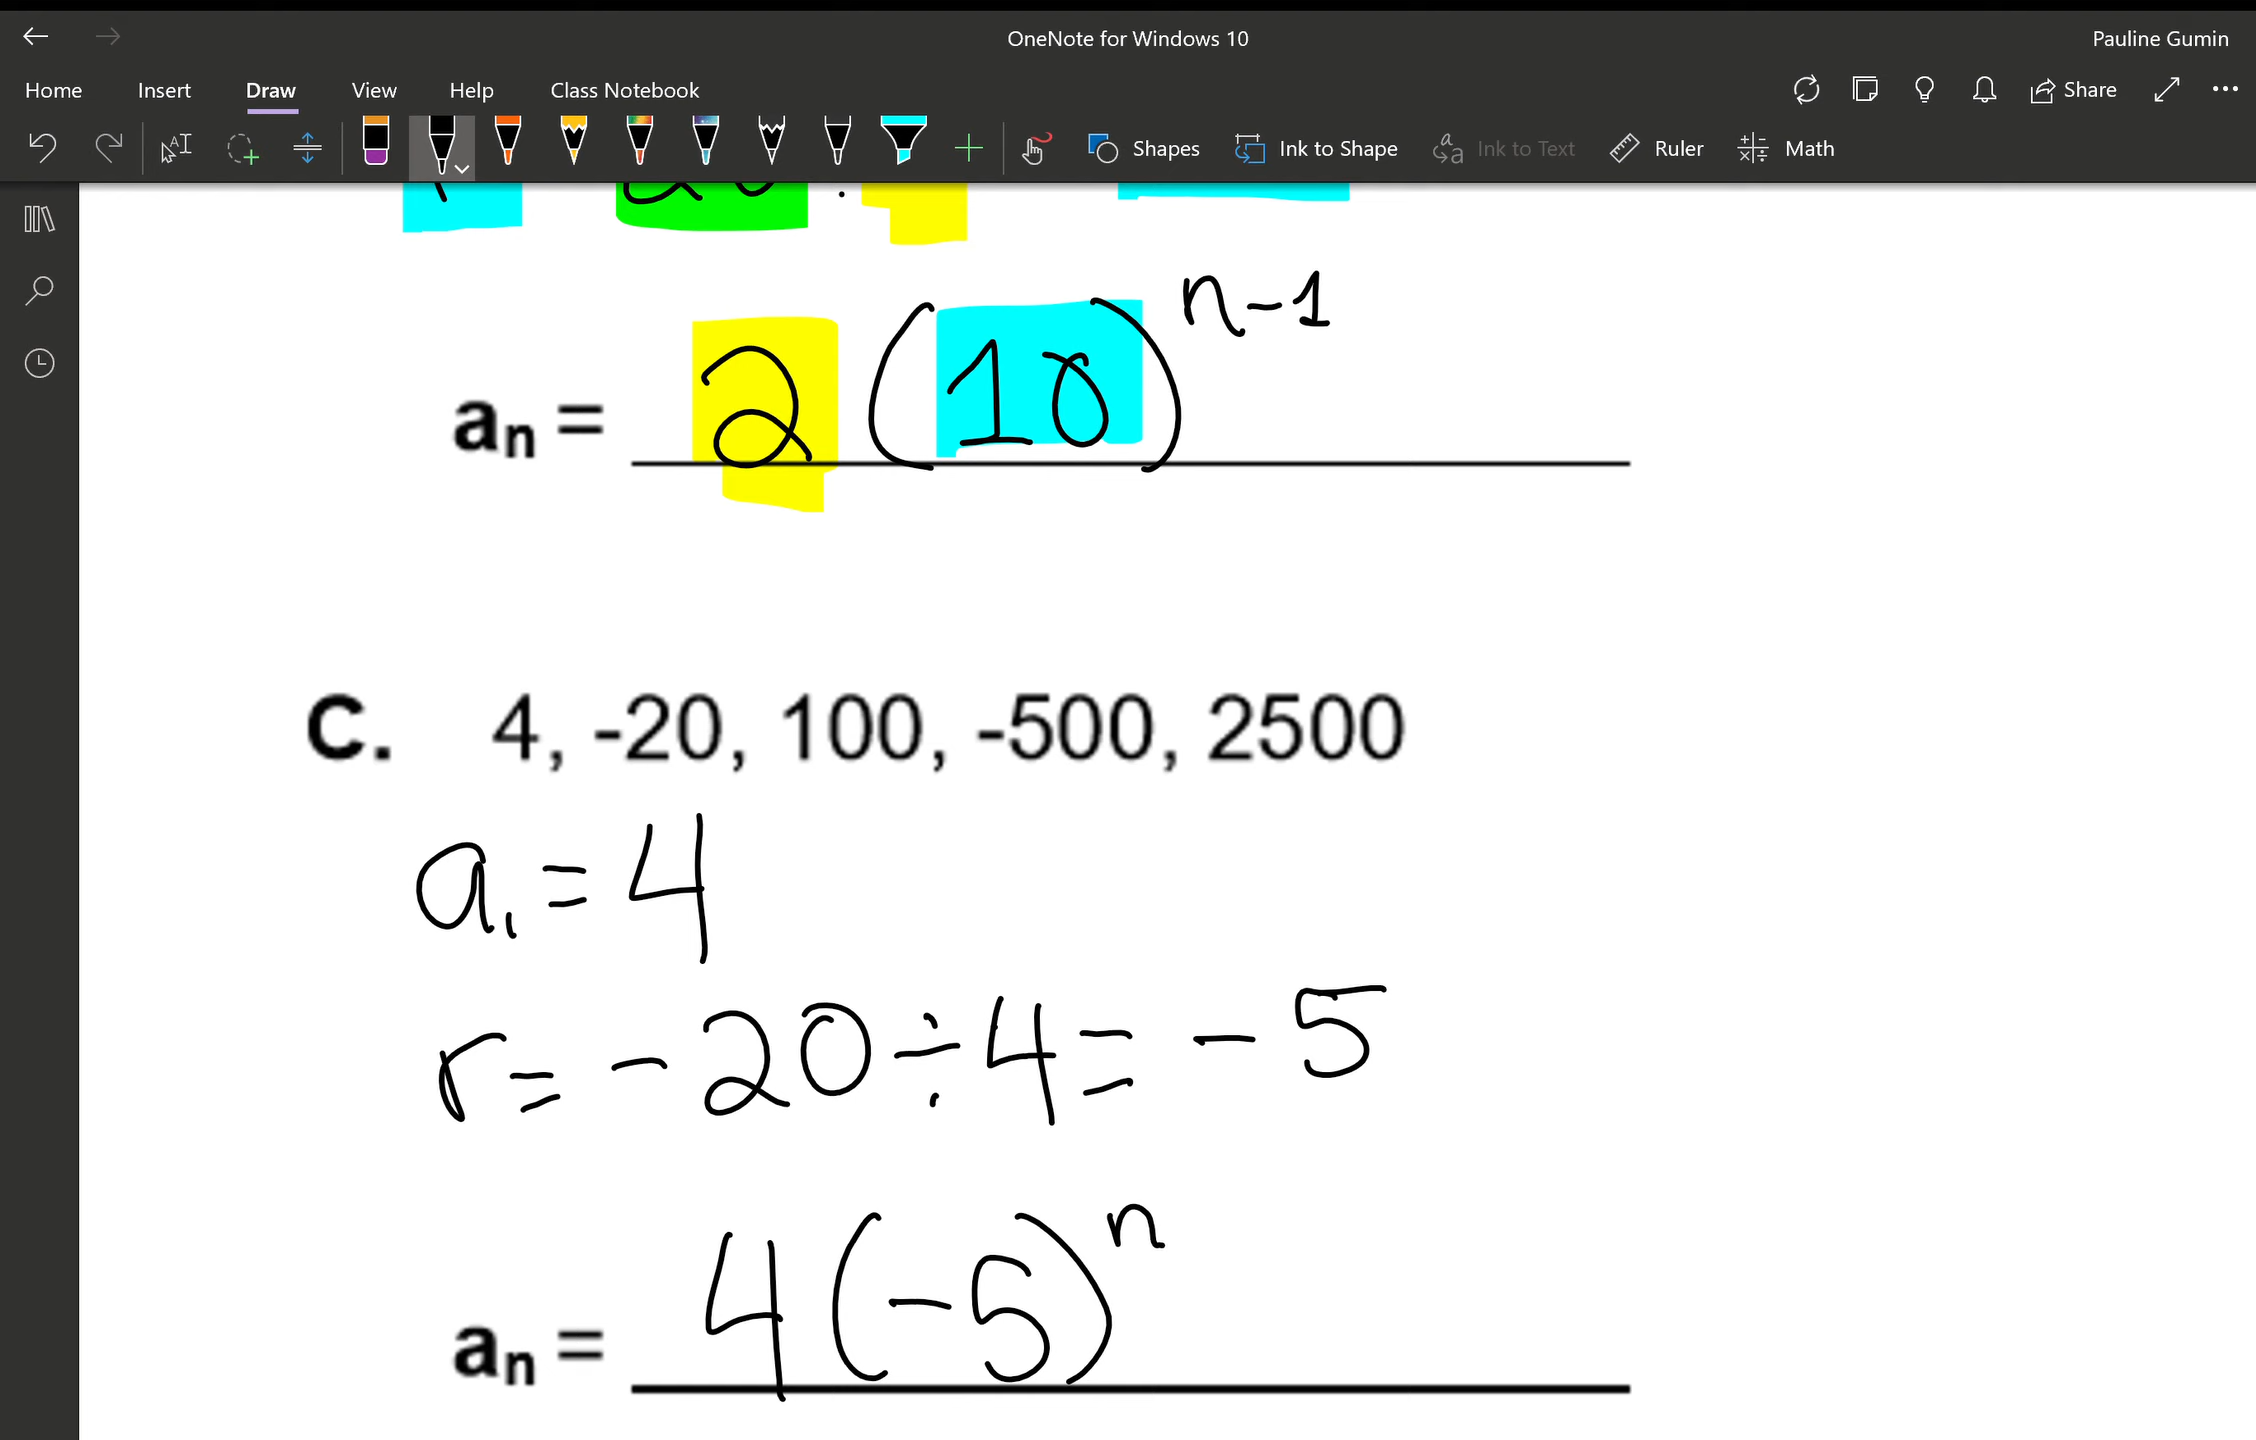 OneNote for Windows 10
Pauline Gumin
Home Insert Draw View Help Class Notebook Share
Shapes Ink to Shape Ink to Text Ruler Math
aₙ = 2(10)ⁿ⁻¹
C. 4, -20, 100, -500, 2500
a₁ = 4
r = -20 ÷ 4 = -5
aₙ = 4(-5)ⁿ